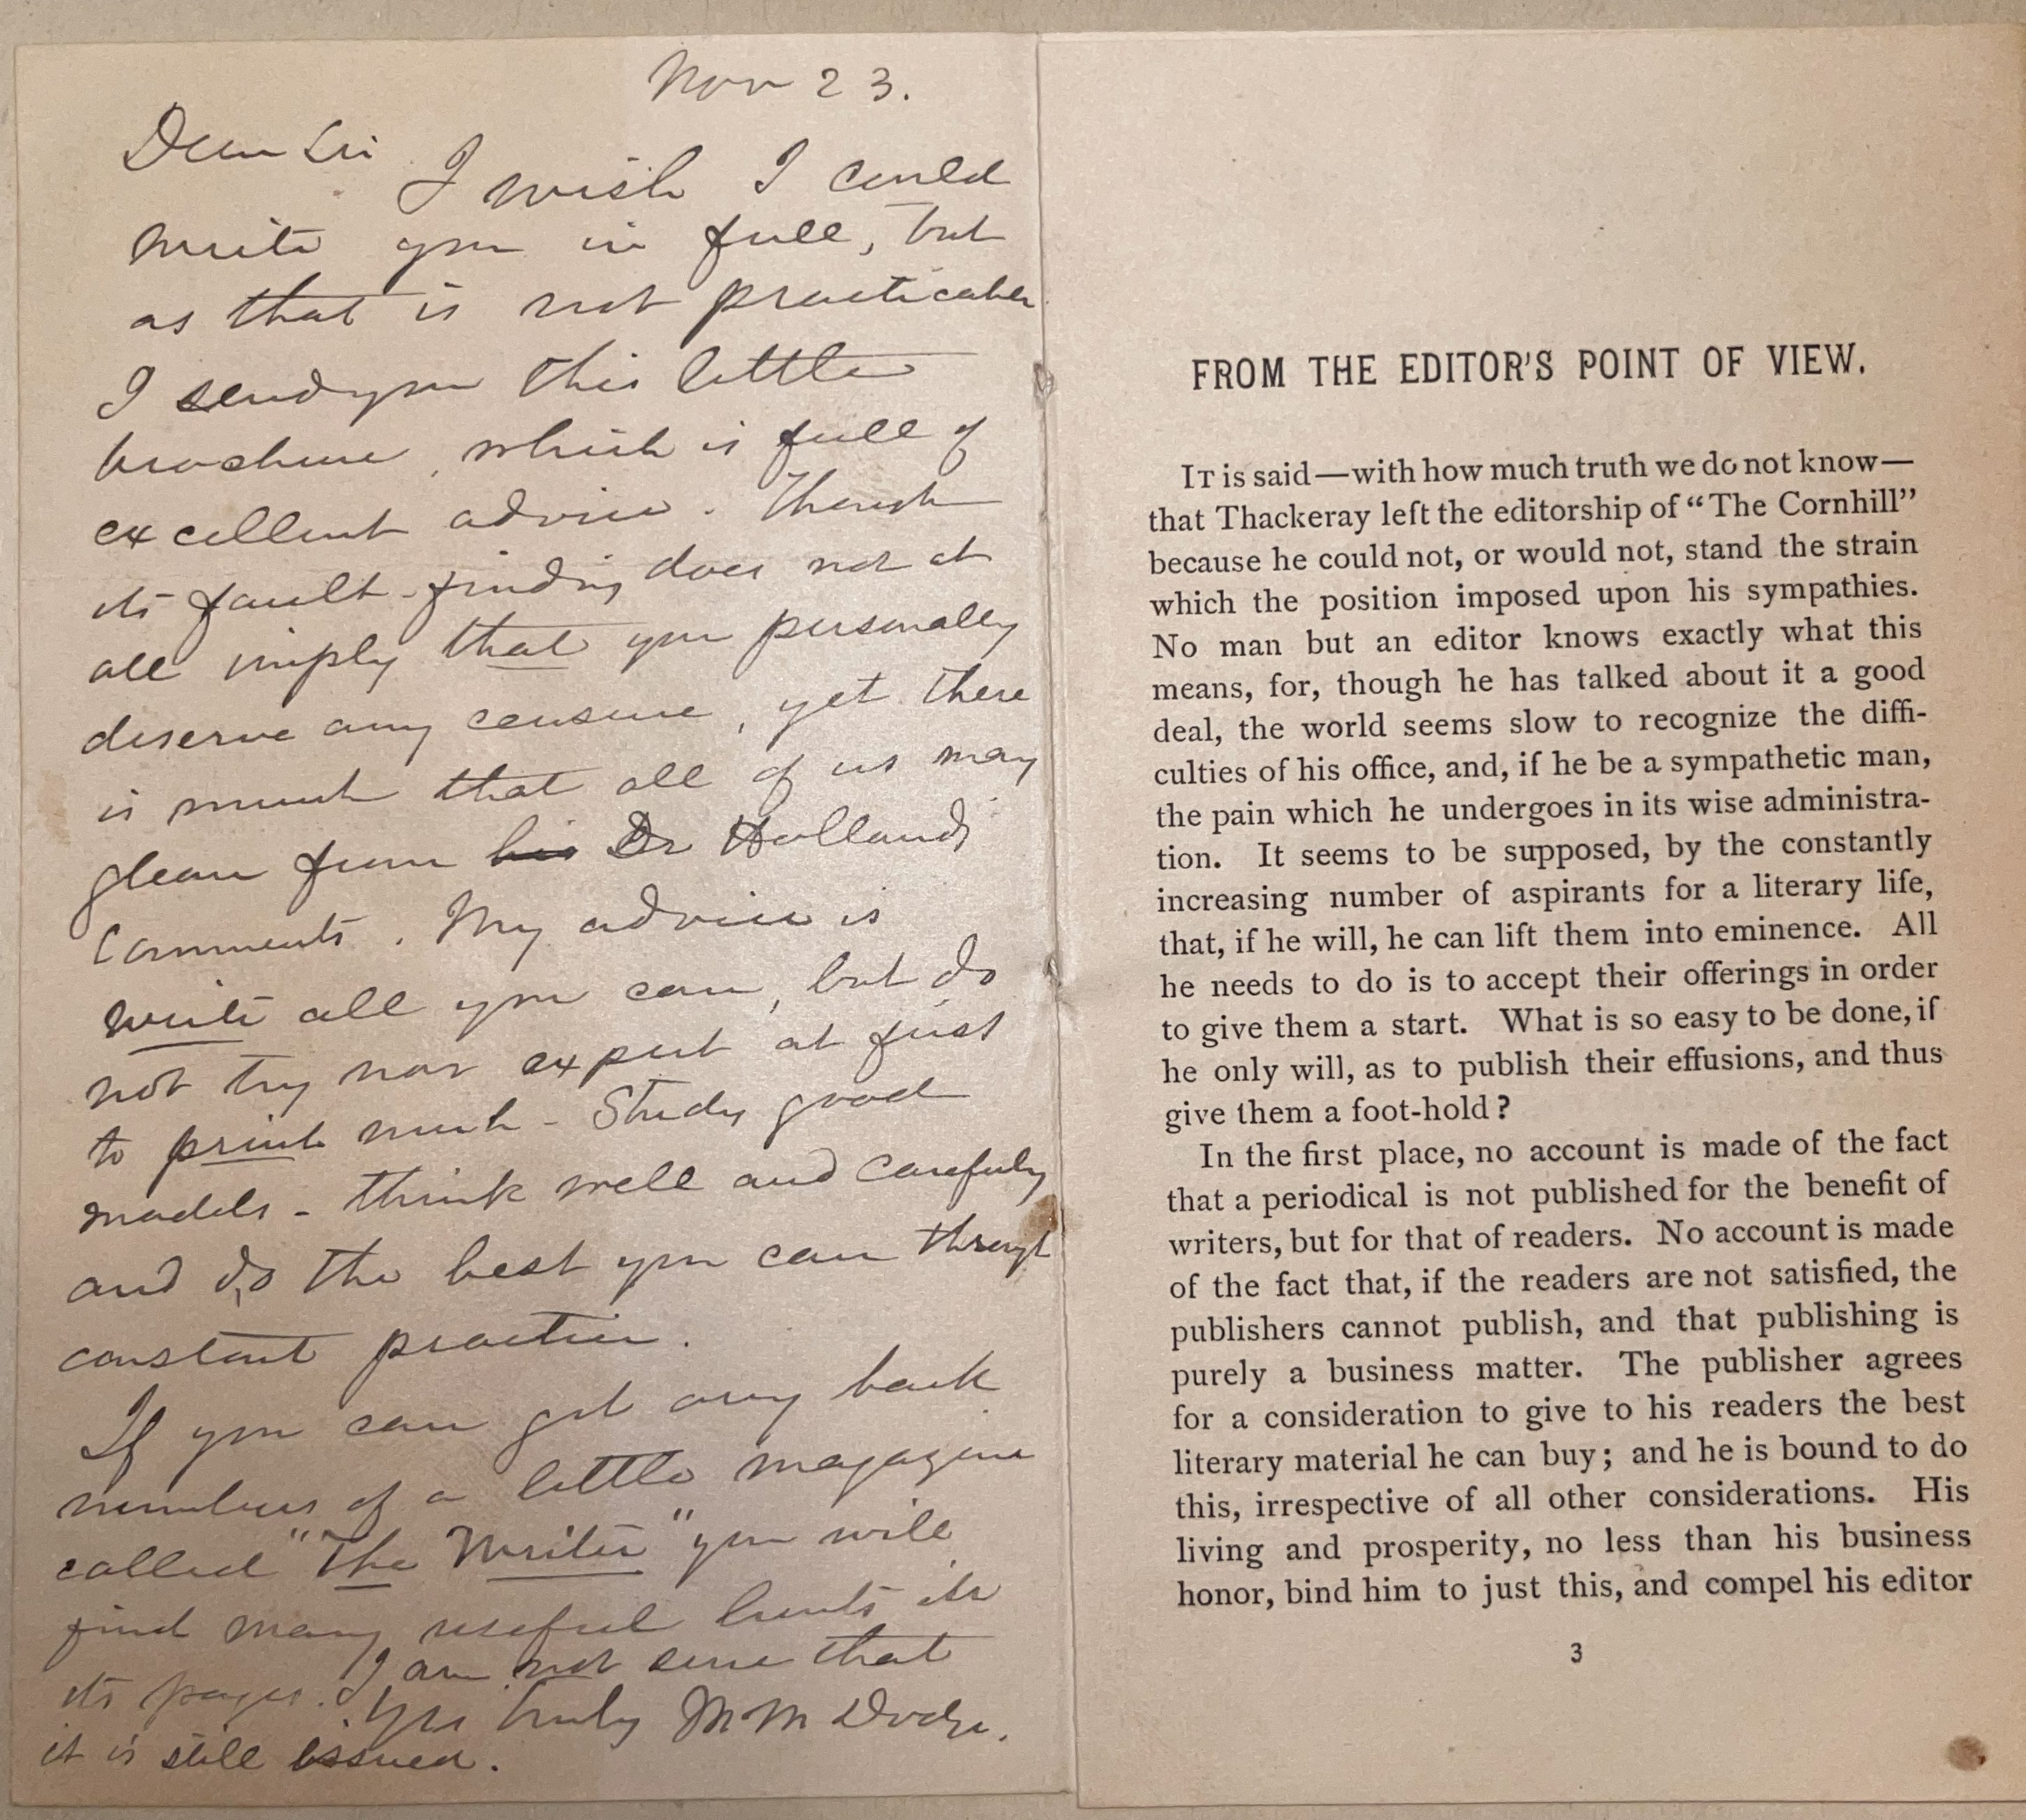 Nov 23.
Dear Sir
I wish I could
write you in full, but
as that is not practicable
I send you this little
brochure, which is full of
excellent advice. Though
its fault-finding does not at
all imply that you personally
deserve any censure, yet there
is much that all of us may
glean from his Dr Hollands
Comments. My advice is
write all you can, but do
not try nor expect at first
to print much - Study good
models - think well and carefully
and do the best you can through
constant practice.
If you can get any back
numbers of a little magazine
called "The Writer" you will
find many useful hints in
its pages. I am not sure that
it is still issued.
Yrs truly M M Dodge.
FROM THE EDITOR'S POINT OF VIEW.
IT is said—with how much truth we do not know—
that Thackeray left the editorship of “The Cornhill”
because he could not, or would not, stand the strain
which the position imposed upon his sympathies.
No man but an editor knows exactly what this
means, for, though he has talked about it a good
deal, the world seems slow to recognize the diffi-
culties of his office, and, if he be a sympathetic man,
the pain which he undergoes in its wise administra-
tion. It seems to be supposed, by the constantly
increasing number of aspirants for a literary life,
that, if he will, he can lift them into eminence. All
he needs to do is to accept their offerings in order
to give them a start. What is so easy to be done, if
he only will, as to publish their effusions, and thus
give them a foot-hold?
In the first place, no account is made of the fact
that a periodical is not published for the benefit of
writers, but for that of readers. No account is made
of the fact that, if the readers are not satisfied, the
publishers cannot publish, and that publishing is
purely a business matter. The publisher agrees
for a consideration to give to his readers the best
literary material he can buy; and he is bound to do
this, irrespective of all other considerations. His
living and prosperity, no less than his business
honor, bind him to just this, and compel his editor
3